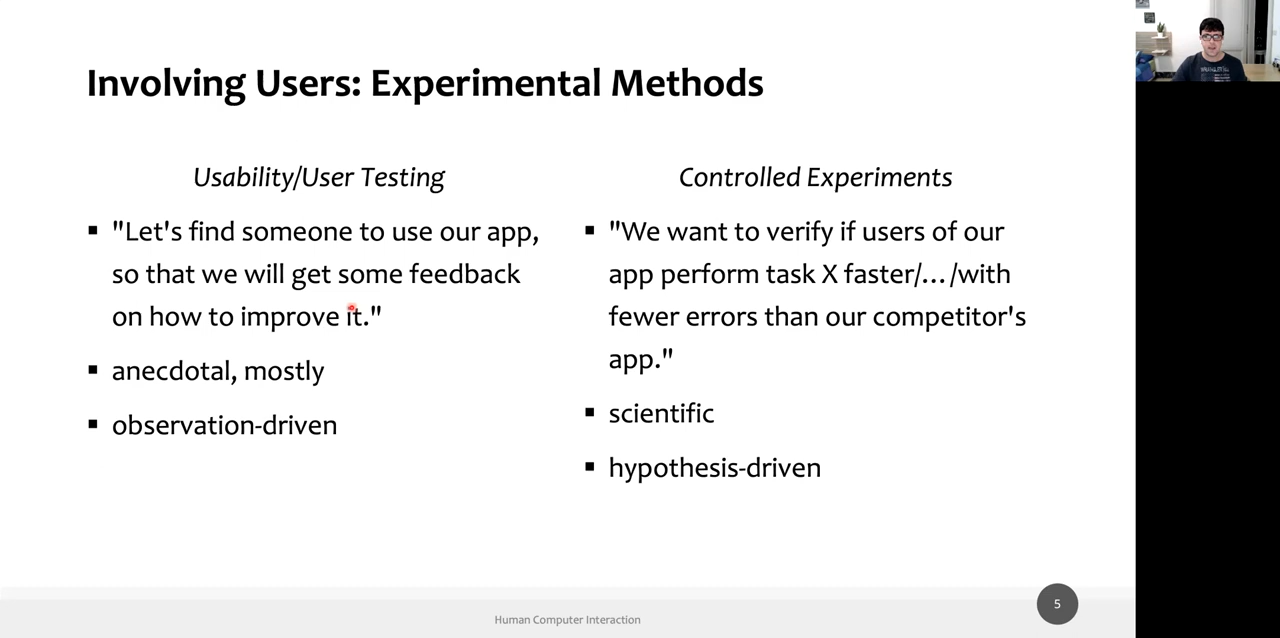 Involving Users: Experimental Methods
Usability/User Testing
▪ "Let's find someone to use our app,
so that we will get some feedback
on how to improve it."
▪ anecdotal, mostly
▪ observation-driven
Controlled Experiments
▪ "We want to verify if users of our
app perform task X faster/…/with
fewer errors than our competitor's
app."
▪ scientific
▪ hypothesis-driven
Human Computer Interaction
5